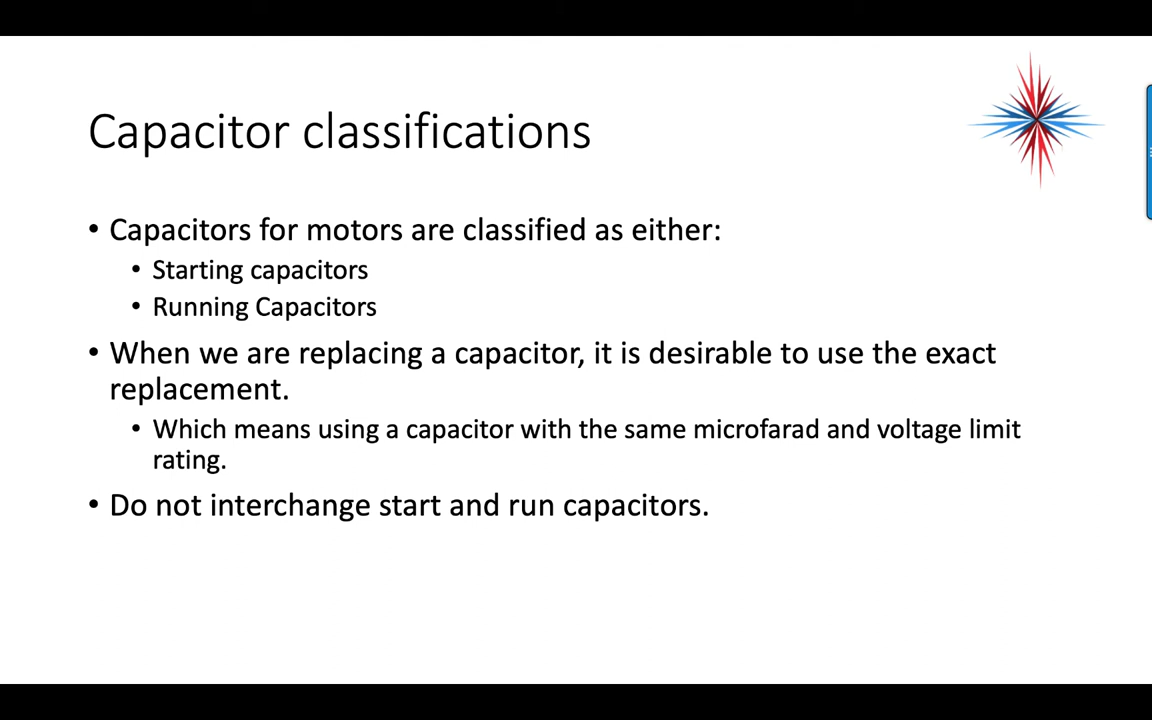 Capacitor classifications
• Capacitors for motors are classified as either:
• Starting capacitors
• Running Capacitors
• When we are replacing a capacitor, it is desirable to use the exact
replacement.
• Which means using a capacitor with the same microfarad and voltage limit
rating.
• Do not interchange start and run capacitors.